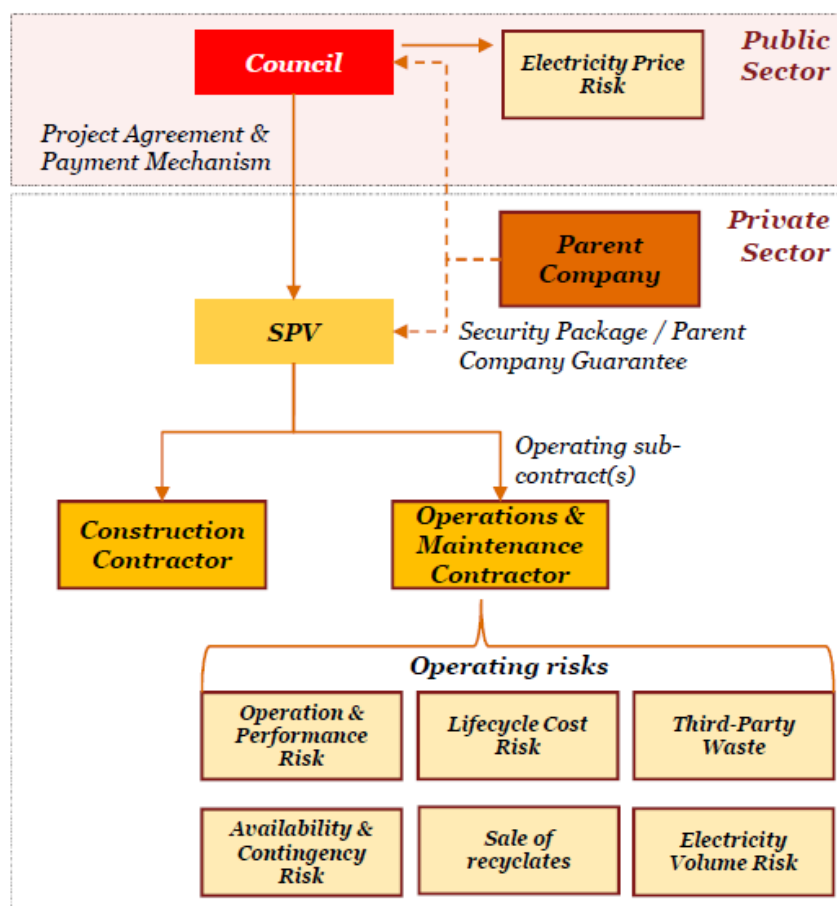 Public
Sector
Council
Electricity Price
Risk
Project Agreement &
Payment Mechanism
Private
Sector
Parent
Company
SPV
Security Package / Parent
Company Guarantee
Operating sub-
contract(s)
Construction
Contractor
Operations &
Maintenance
Contractor
Operating risks
Operation &
Performance
Risk
Lifecycle Cost
Risk
Third-Party
Waste
Availability &
Contingency
Risk
Sale of
recyclates
Electricity
Volume Risk